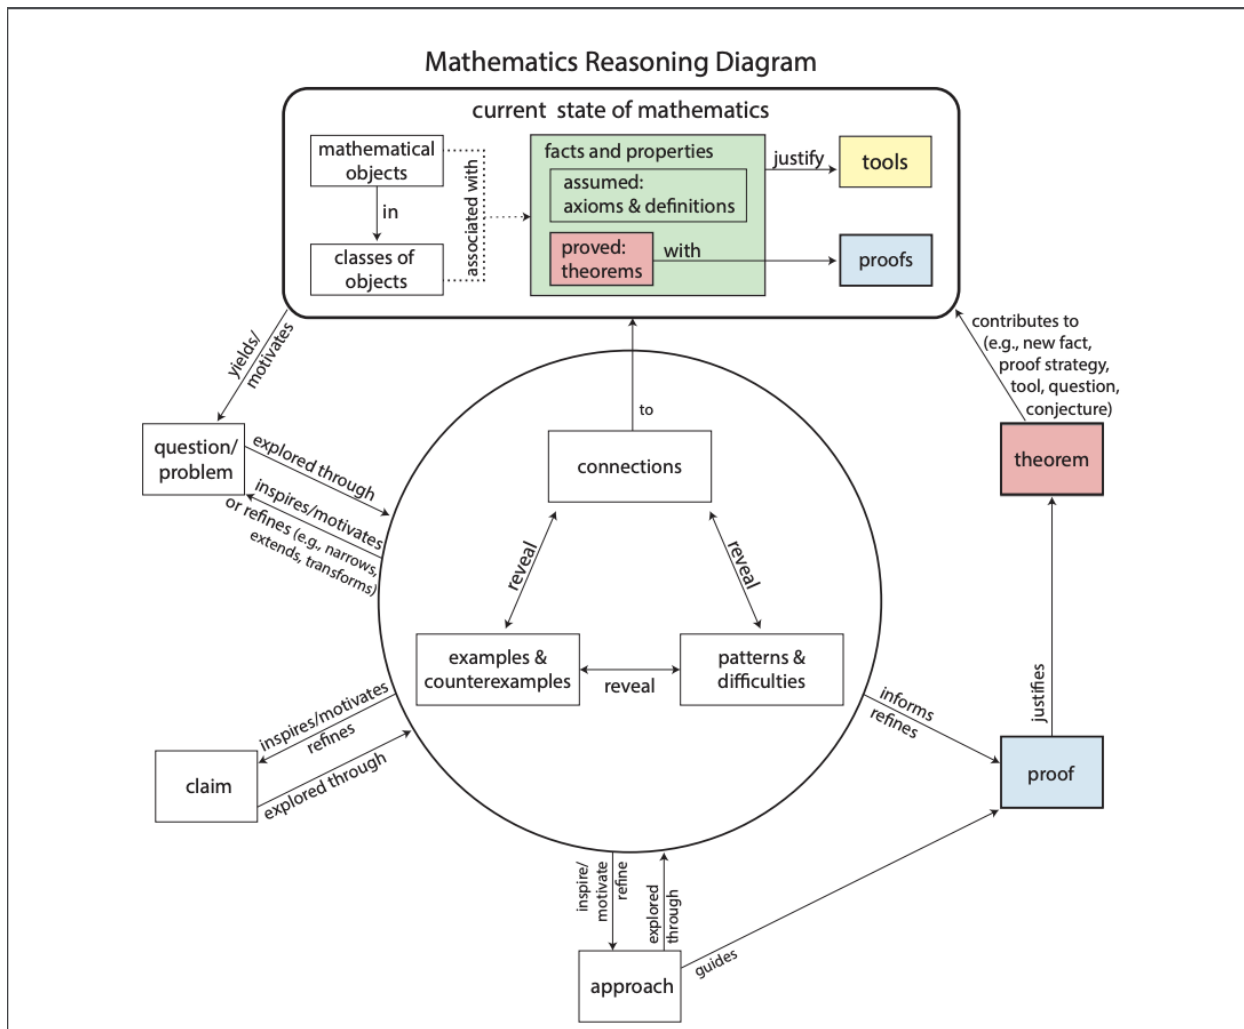 Mathematics Reasoning Diagram
current state of mathematics
mathematical
objects
in
classes of
objects
associated with
facts and properties
assumed:
axioms & definitions
proved:
theorems
with
justify
tools
proofs
yields/
motivates
question/
problem
explored through
inspires/motivates
or refines (e.g., narrows,
extends, transforms)
to
connections
reveal
reveal
examples &
counterexamples
reveal
patterns &
difficulties
contributes to
(e.g., new fact,
proof strategy,
tool, question,
conjecture)
theorem
justifies
informs
refines
proof
inspires/motivates
refines
claim
explored through
inspire/
motivate
refine
explored
through
guides
approach